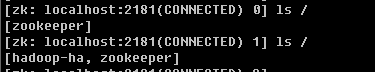 [zk: localhost:2181(CONNECTED) 0] ls /
[zookeeper]
[zk: localhost:2181(CONNECTED) 1] ls /
[hadoop-ha, zookeeper]